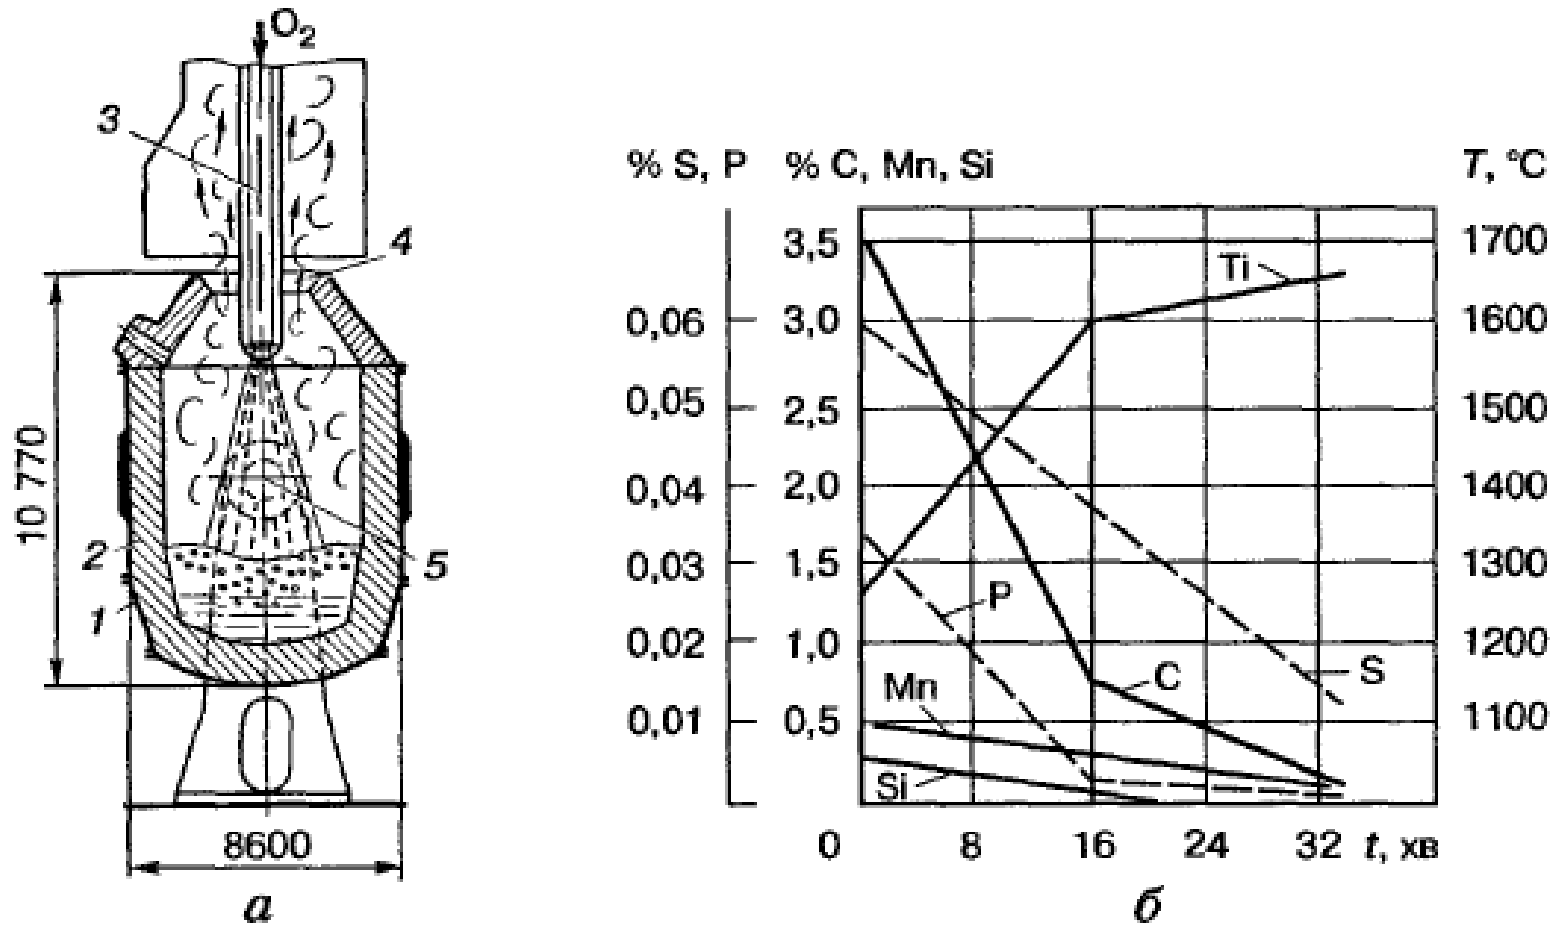 O₂
3
4
10 770
2
5
1
8600
а
% S, P % C, Mn, Si T, °C
3,5 1700
Ti
0,06 3,0 1600
0,05 2,5 1500
0,04 2,0 1400
0,03 1,5 1300
P
0,02 1,0 1200
C S
Mn
0,01 0,5 1100
Si
0 8 16 24 32 t, хв
б